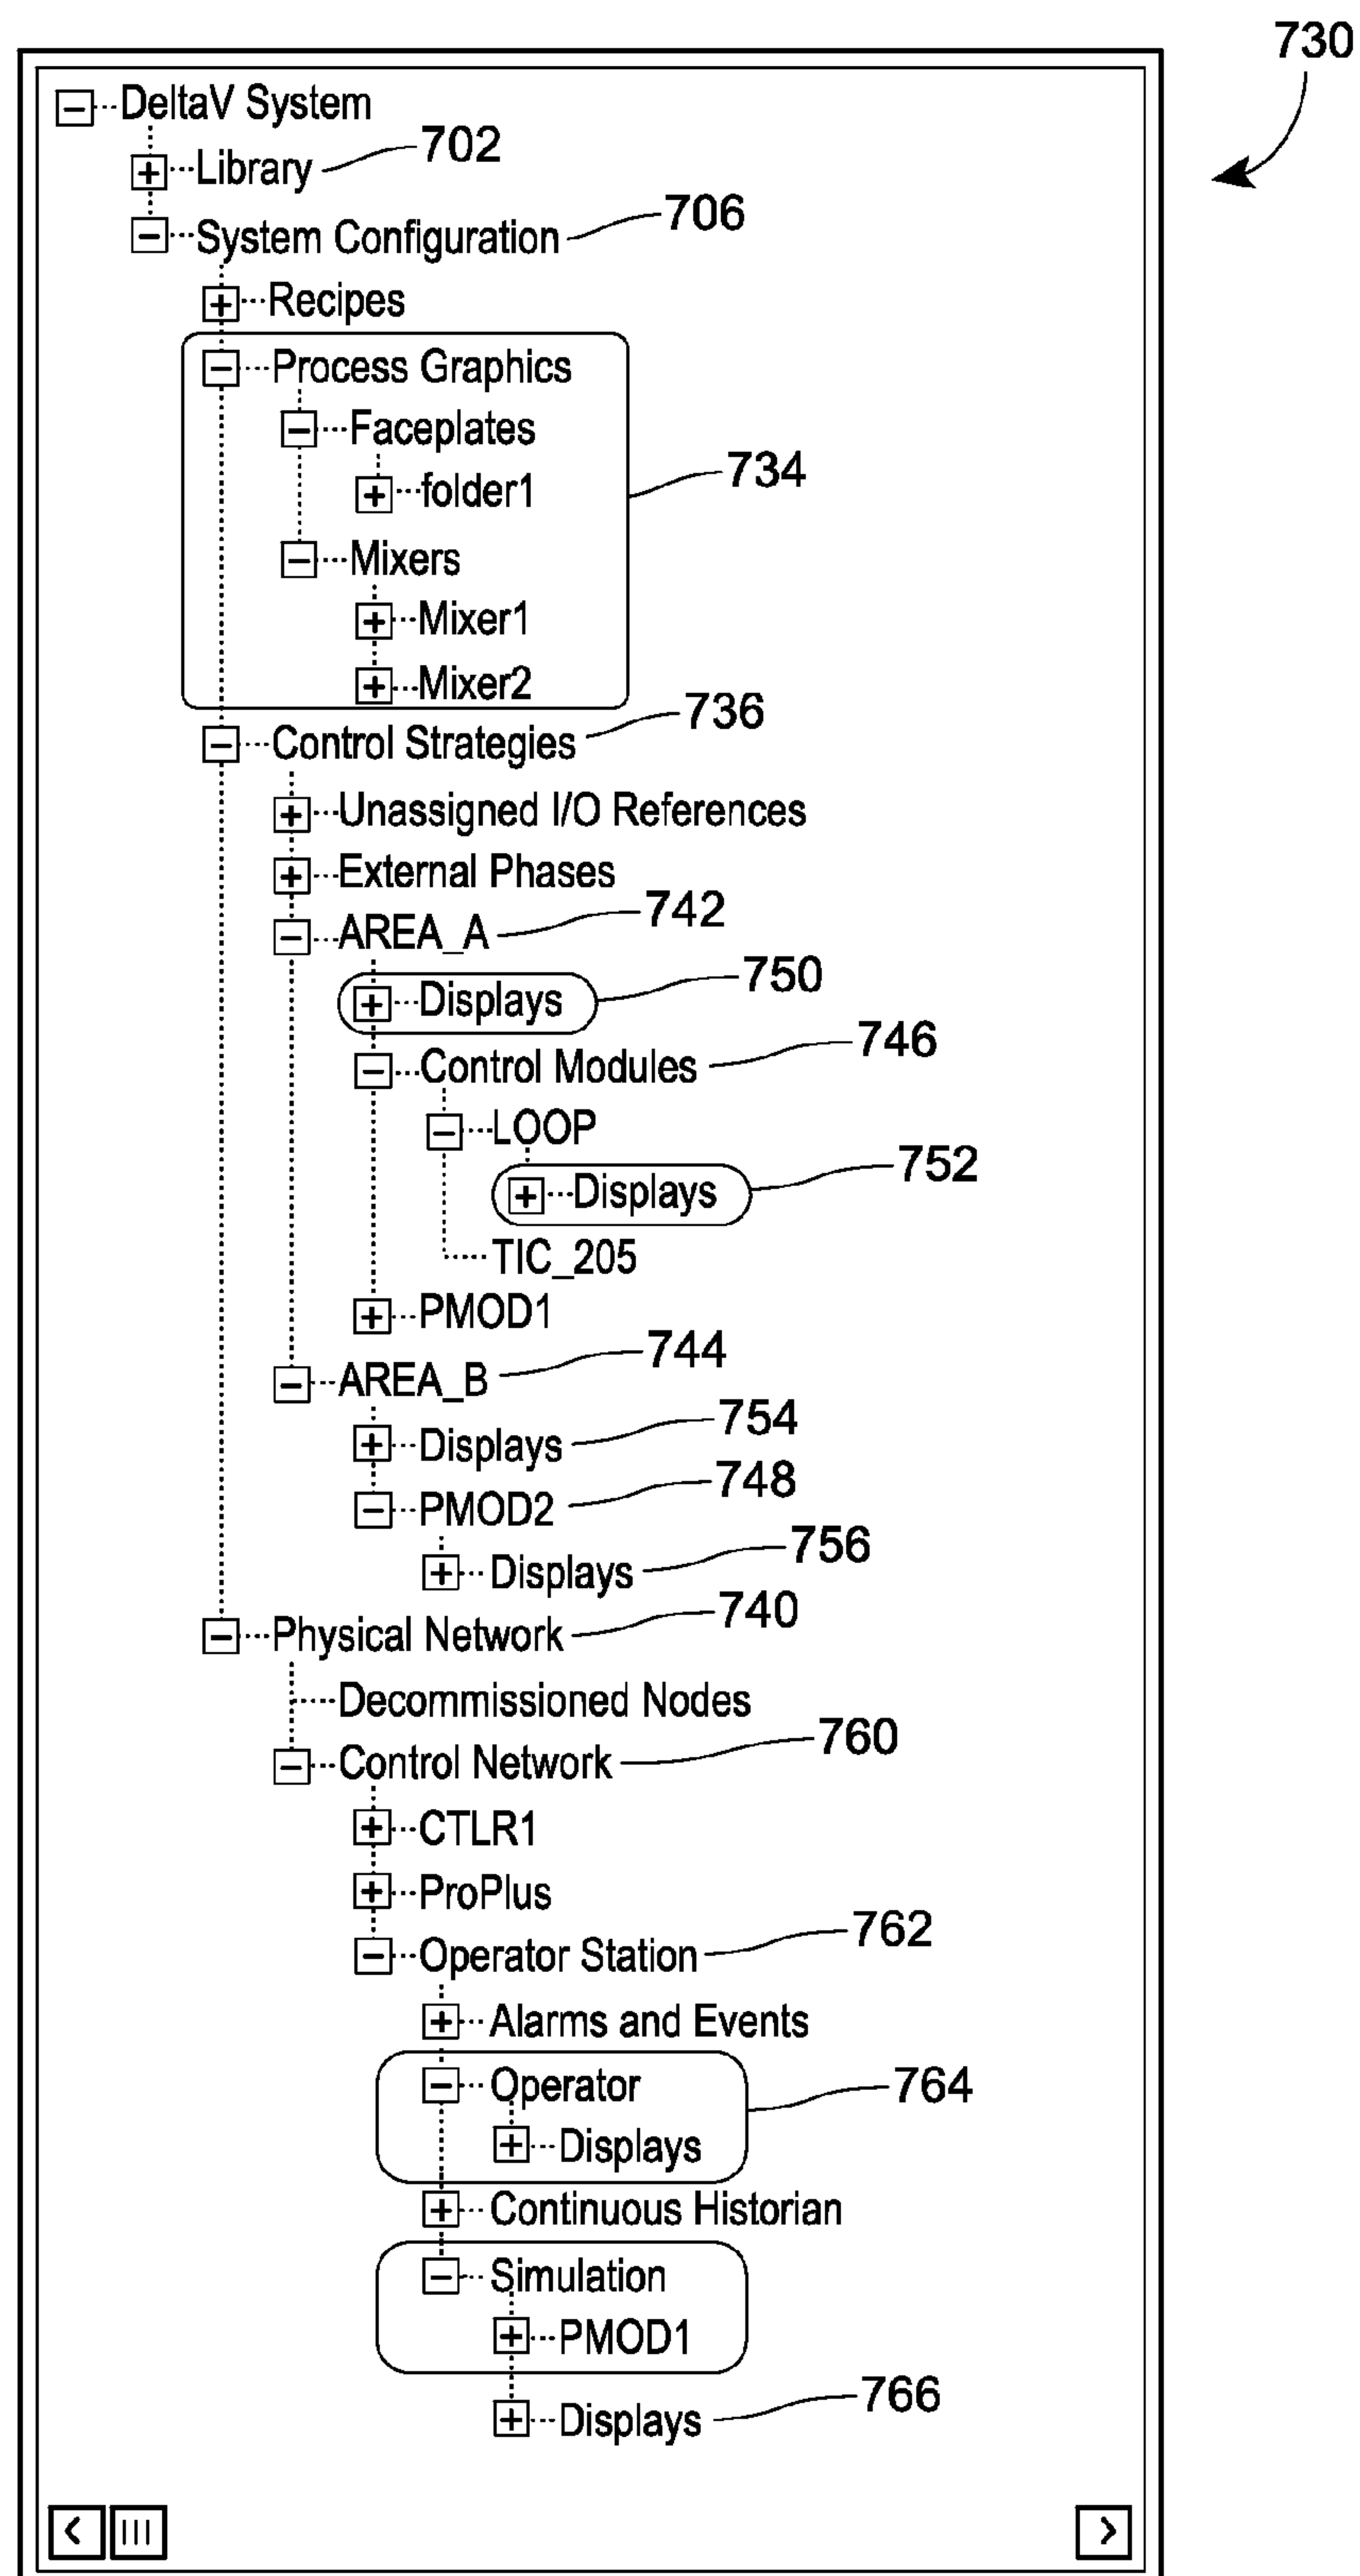 730
DeltaV System
Library 702
System Configuration 706
Recipes
Process Graphics
Faceplates
734
folder1
Mixers
Mixer1
Mixer2
736
Control Strategies
Unassigned I/O References
External Phases
AREA_A 742
Displays 750
Control Modules 746
LOOP
Displays 752
TIC_205
PMOD1
AREA_B 744
Displays 754
PMOD2 748
Displays 756
Physical Network 740
Decommissioned Nodes
Control Network 760
CTLR1
ProPlus
Operator Station 762
Alarms and Events
Operator 764
Displays
Continuous Historian
Simulation
PMOD1
Displays 766